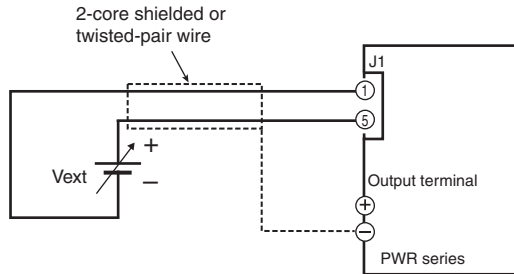 2-core shielded or
twisted-pair wire
J1
1
5
Vext
+
−
Output terminal
+
−
PWR series